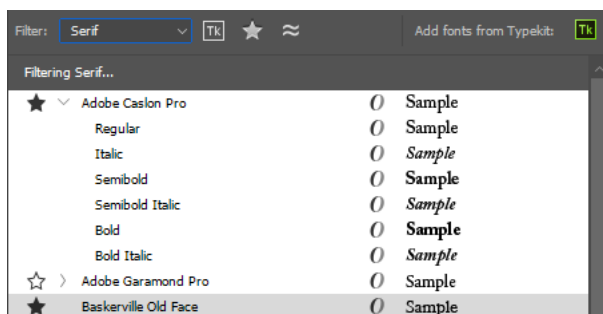 Filter: Serif Tk Add fonts from Typekit: Tk
Filtering Serif...
Adobe Caslon Pro O Sample
Regular O Sample
Italic O Sample
Semibold O Sample
Semibold Italic O Sample
Bold O Sample
Bold Italic O Sample
Adobe Garamond Pro O Sample
Baskerville Old Face O Sample